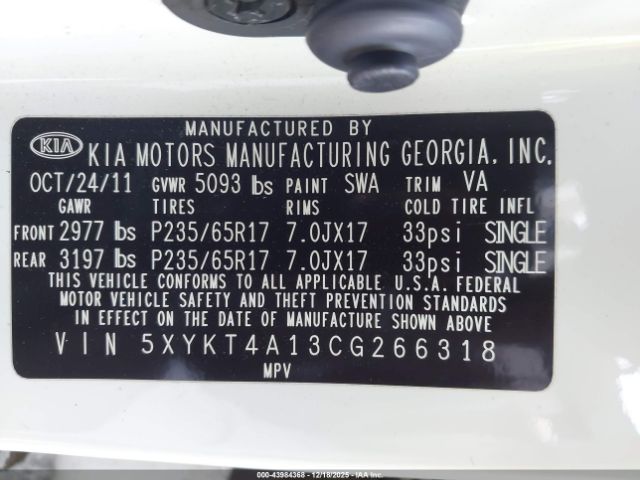 MANUFACTURED BY
KIA KIA MOTORS MANUFACTURING GEORGIA, INC.
OCT/24/11 GVWR 5093 lbs PAINT SWA TRIM VA
GAWR TIRES RIMS COLD TIRE INFL
FRONT 2977 lbs P235/65R17 7.0JX17 33psi SINGLE
REAR 3197 lbs P235/65R17 7.0JX17 33psi SINGLE
THIS VEHICLE CONFORMS TO ALL APPLICABLE U.S.A. FEDERAL
MOTOR VEHICLE SAFETY AND THEFT PREVENTION STANDARDS
IN EFFECT ON THE DATE OF MANUFACTURE SHOWN ABOVE
VIN 5XYKT4A13CG266318
MPV
000-43984368 - 12/18/2025 - IAAI.COM